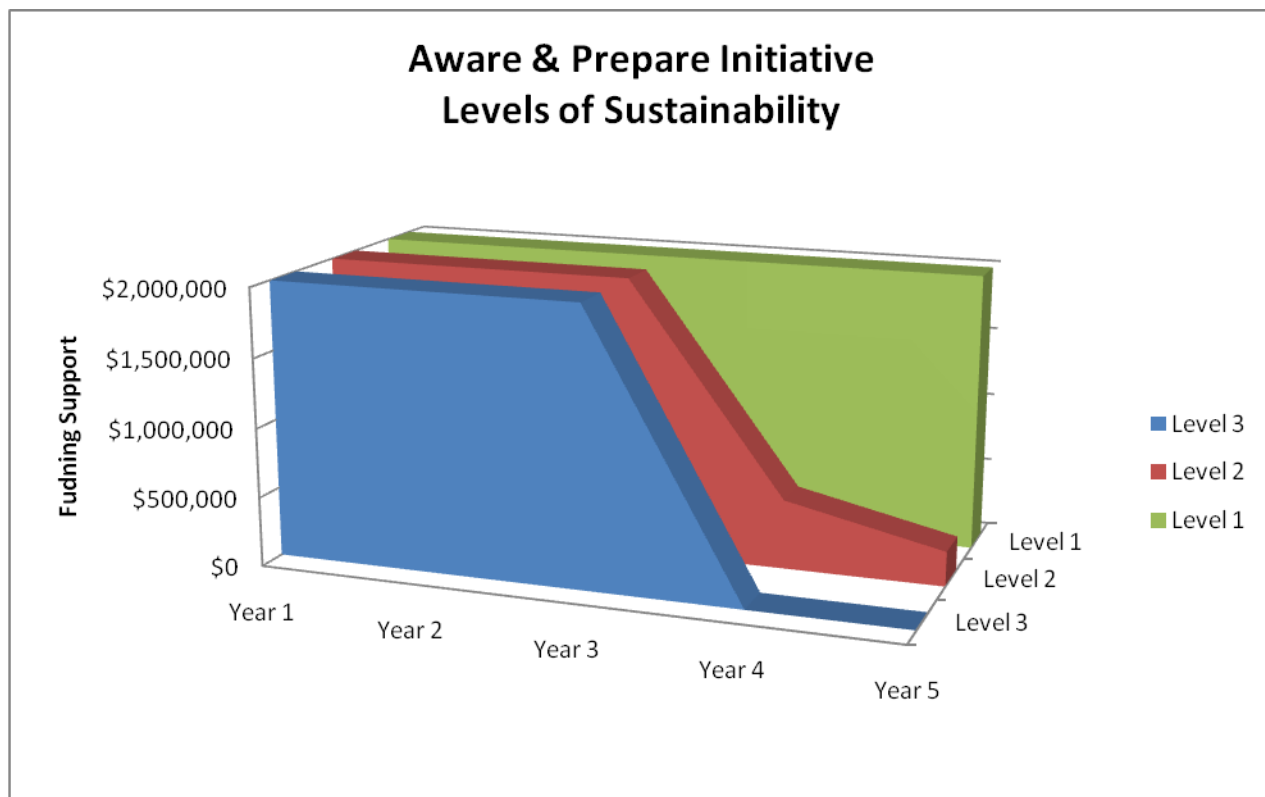 Aware & Prepare Initiative
Levels of Sustainability
Fudning Support
$2,000,000
$1,500,000
$1,000,000
$500,000
$0
Year 1
Year 2
Year 3
Year 4
Year 5
Level 1
Level 2
Level 3
Level 3
Level 2
Level 1